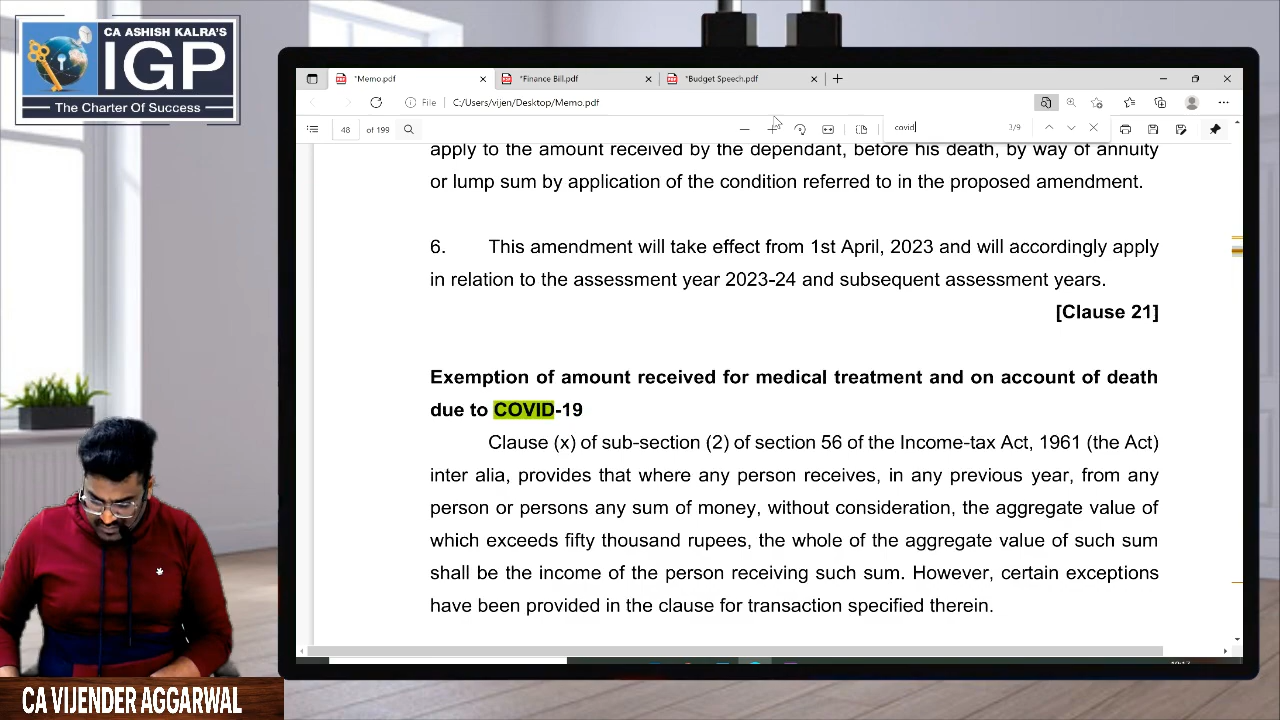 CA ASHISH KALRA'S
IGP
The Charter Of Success
*Memo.pdf
*Finance Bill.pdf
*Budget Speech.pdf
File
C:/Users/vijen/Desktop/Memo.pdf
48
of 199
covid
3/9
apply to the amount received by the dependant, before his death, by way of annuity
or lump sum by application of the condition referred to in the proposed amendment.
6. This amendment will take effect from 1st April, 2023 and will accordingly apply
in relation to the assessment year 2023-24 and subsequent assessment years.
[Clause 21]
Exemption of amount received for medical treatment and on account of death
due to COVID-19
Clause (x) of sub-section (2) of section 56 of the Income-tax Act, 1961 (the Act)
inter alia, provides that where any person receives, in any previous year, from any
person or persons any sum of money, without consideration, the aggregate value of
which exceeds fifty thousand rupees, the whole of the aggregate value of such sum
shall be the income of the person receiving such sum. However, certain exceptions
have been provided in the clause for transaction specified therein.
CA VIJENDER AGGARWAL